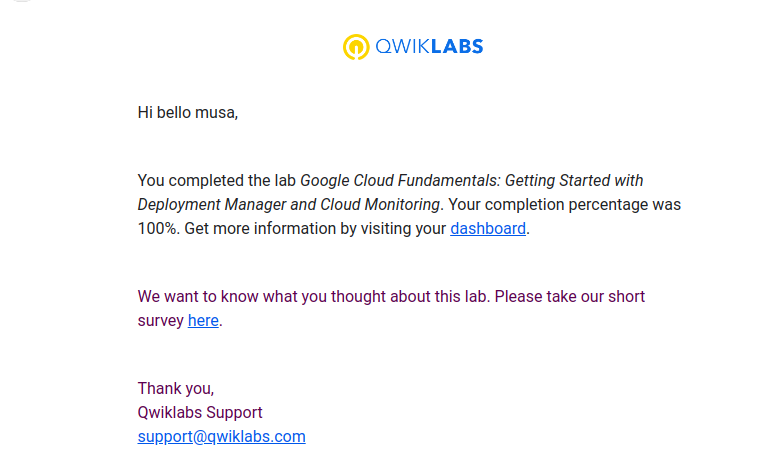 QWIKLABS
Hi bello musa,
You completed the lab Google Cloud Fundamentals: Getting Started with
Deployment Manager and Cloud Monitoring. Your completion percentage was
100%. Get more information by visiting your dashboard.
We want to know what you thought about this lab. Please take our short
survey here.
Thank you,
Qwiklabs Support
support@qwiklabs.com